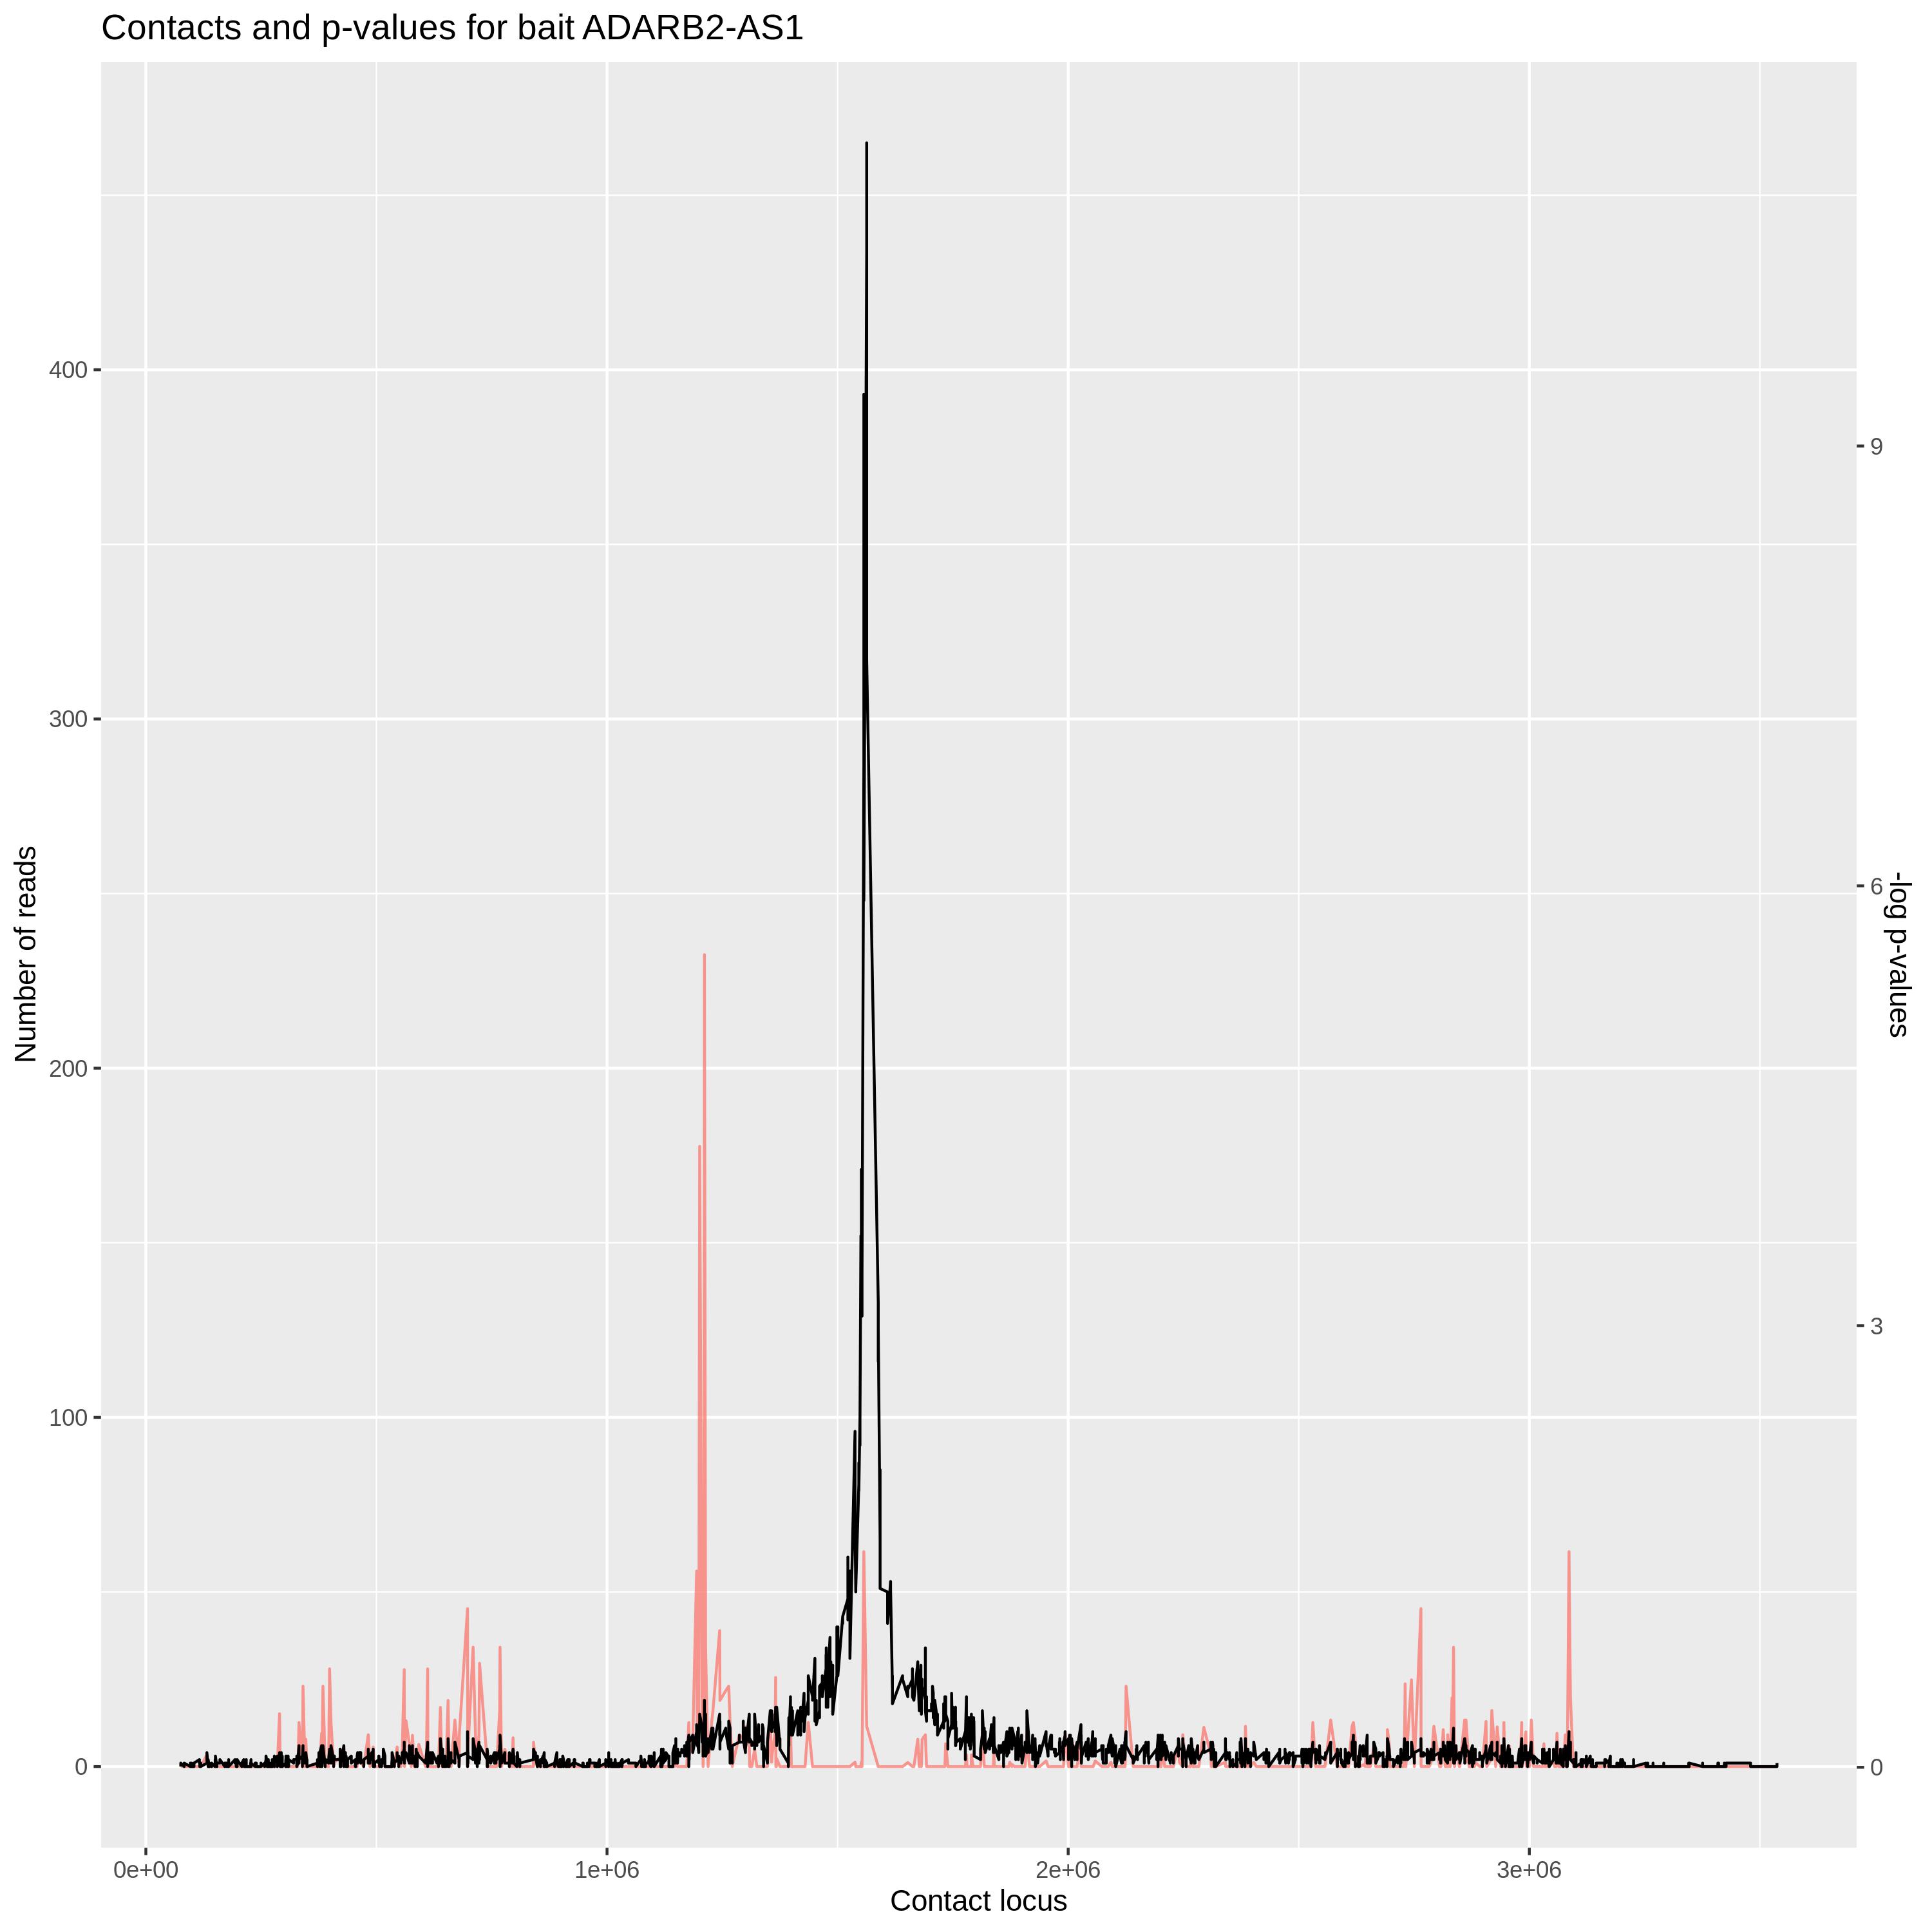 Contacts and p-values for bait ADARB2-AS1
Number of reads
400
300
200
100
0
9
6
3
0
-log p-values
0e+00 1e+06 2e+06 3e+06
Contact locus